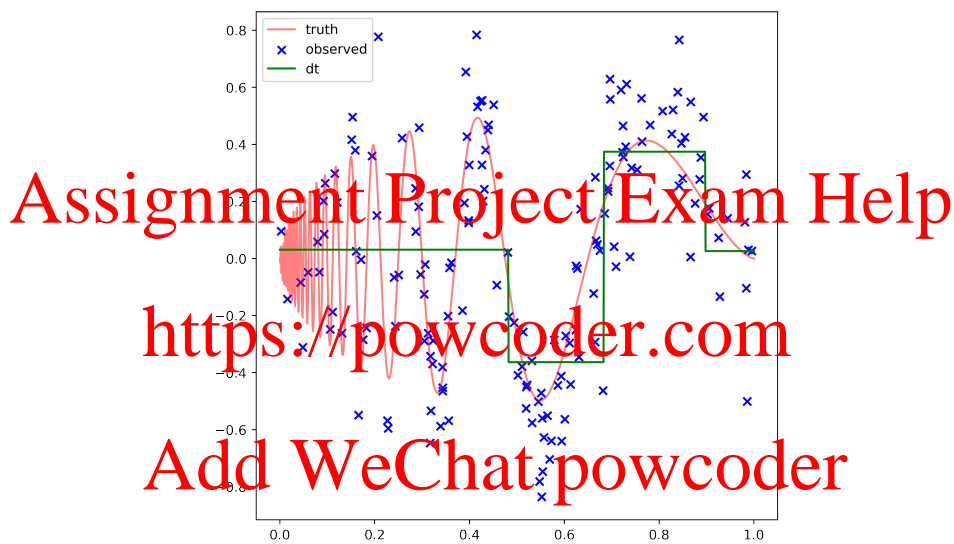 0.8
truth
observed
dt
0.6
0.4
Assignment Project Exam Help
0.2
0.0
https://powcoder.com
−0.2
−0.4
−0.6
Add WeChat powcoder
−0.8
0.0 0.2 0.4 0.6 0.8 1.0